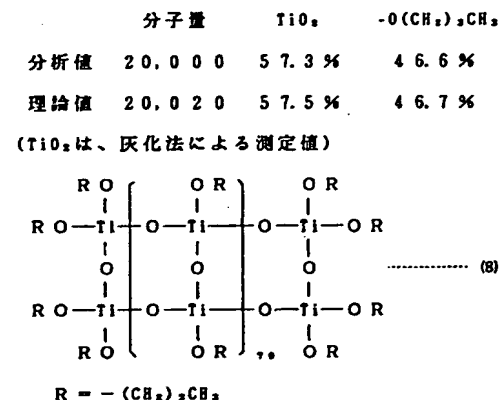 分子量 TiO₂ -O(CH₂)₃CH₃
分析値 20,000 57.3% 46.6%
理論値 20,020 57.5% 46.7%
(TiO₂は、灰化法による測定値)
RO OR OR
RO—Ti—O—Ti—O—Ti—OR
O O O (8)
RO—Ti—O—Ti—O—Ti—OR
RO OR OR
R = -(CH₂)₃CH₃